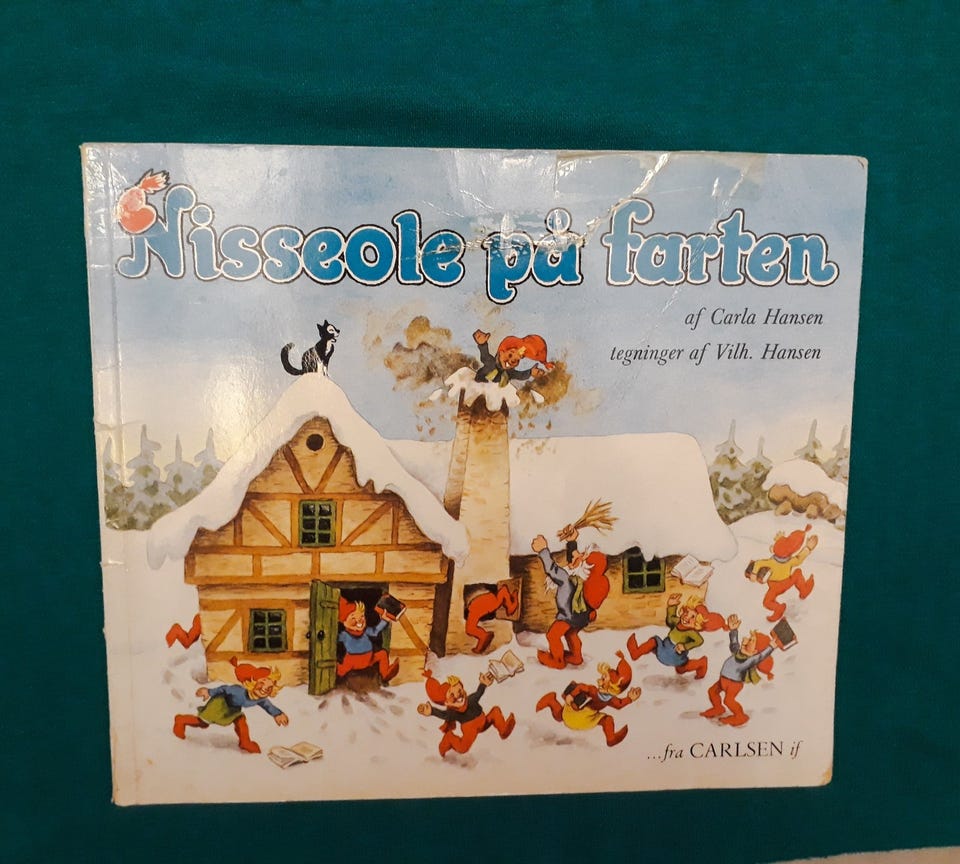 Nisseole på farten
af Carla Hansen
tegninger af Vilh. Hansen
...fra CARLSEN if